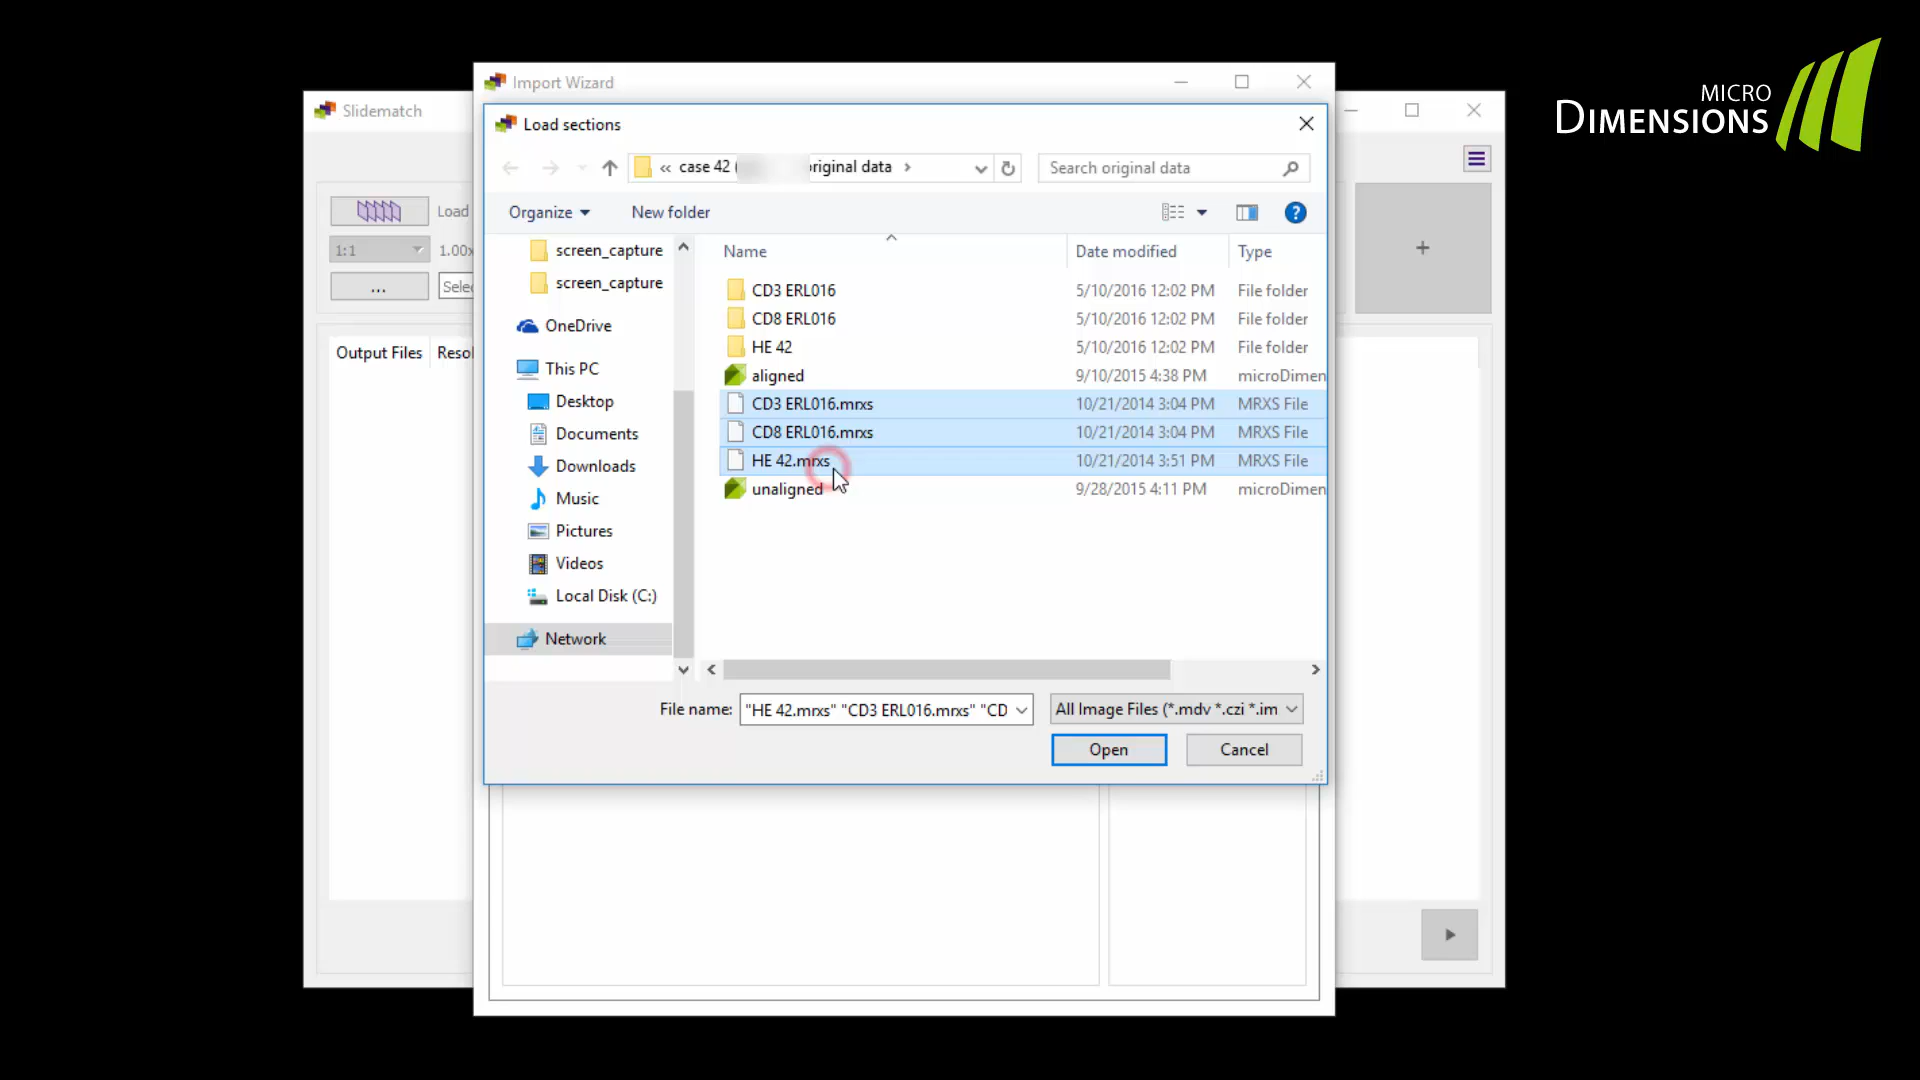 MICRO
DIMENSIONS
Import Wizard
Slidematch
Load sections
« case 42 ( riginal data >
Search original data
Organize
New folder
Load
1:1
1.00x
...
Output Files
screen_capture
screen_capture
OneDrive
This PC
Desktop
Documents
Downloads
Music
Pictures
Videos
Local Disk (C:)
Network
Name Date modified Type
CD3 ERL016 5/10/2016 12:02 PM File folder
CD8 ERL016 5/10/2016 12:02 PM File folder
HE 42 5/10/2016 12:02 PM File folder
aligned 9/10/2015 4:38 PM microDimen
CD3 ERL016.mrxs 10/21/2014 3:04 PM MRXS File
CD8 ERL016.mrxs 10/21/2014 3:04 PM MRXS File
HE 42.mrxs 10/21/2014 3:51 PM MRXS File
unaligned 9/28/2015 4:11 PM microDimen
File name: "HE 42.mrxs" "CD3 ERL016.mrxs" "CD
All Image Files (*.mdv *.czi *.im
Open
Cancel